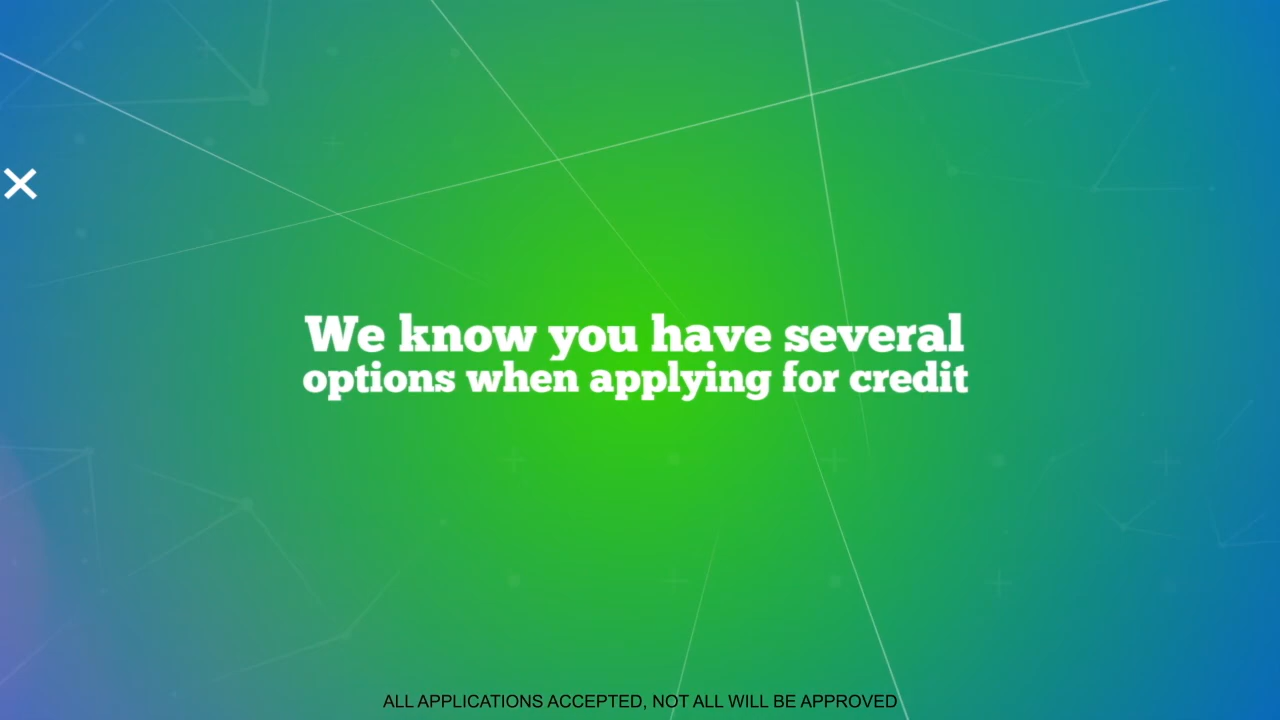 We know you have several
options when applying for credit
ALL APPLICATIONS ACCEPTED, NOT ALL WILL BE APPROVED